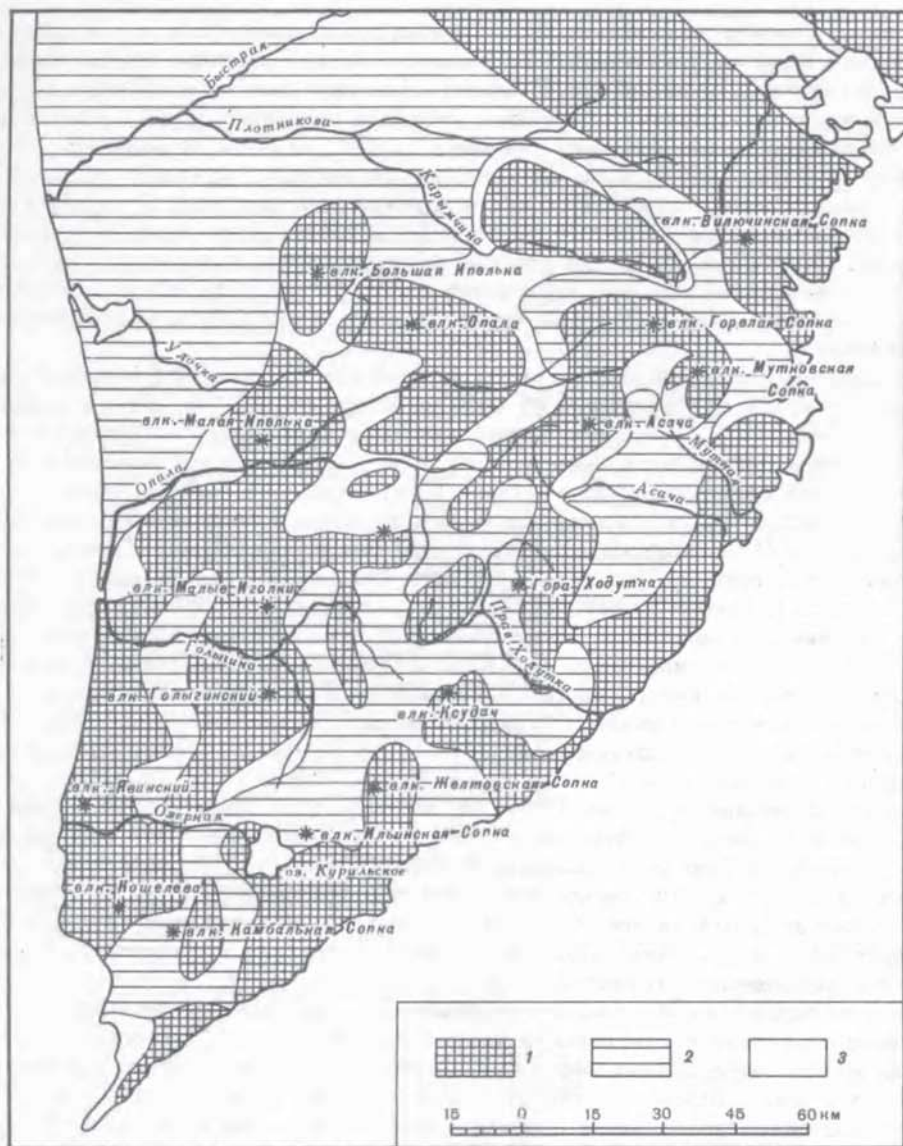 Быстрая
Плотникова
Карымчина
влк. Вилючинская Сопка
влк. Большая Ипелька
влк. Опала
влк. Горелая Сопка
Удочка
влк. Мутновская
Сопка
влк. Малая Ипелька
влк. Асача
Мутная
Опала
Асача
влк. Малые Иголки
Гора Ходутка
Голыгина
Прав. Ходутка
влк. Голыгинский
влк. Ксудач
влк. Явинский
влк. Желтовская Сопка
Озерная
влк. Ильинская Сопка
оз. Курильское
влк. Кошелева
влк. Камбальная Сопка
1 2 3
15 0 15 30 45 60 км